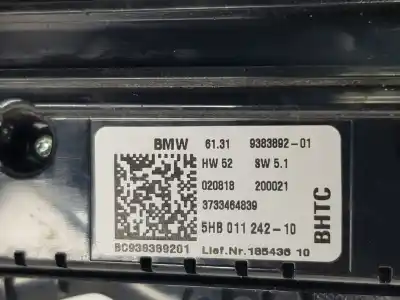 BMW 61.31 9383892-01
HW 52 SW 5.1
020818 200021
3733464839
5HB 011 242-10
BC938389201 Lief.Nr.185436 10
BHTC